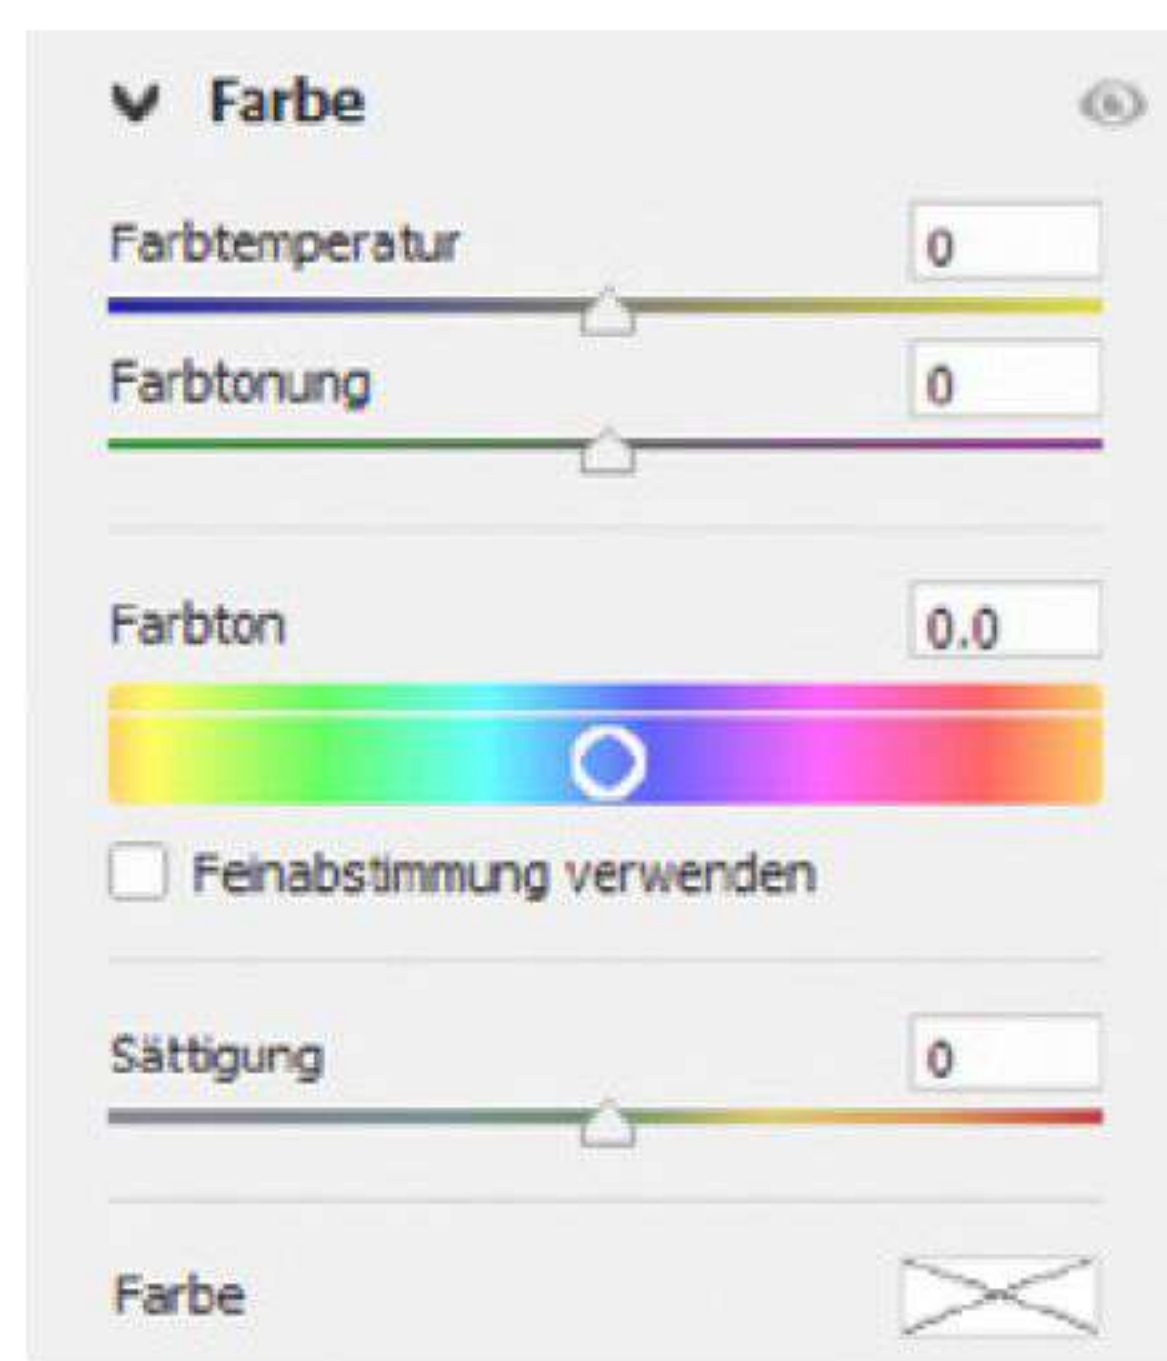 Farbe
Farbtemperatur 0
Farbtonung 0
Farbton 0.0
Feinabstimmung verwenden
Sättigung 0
Farbe